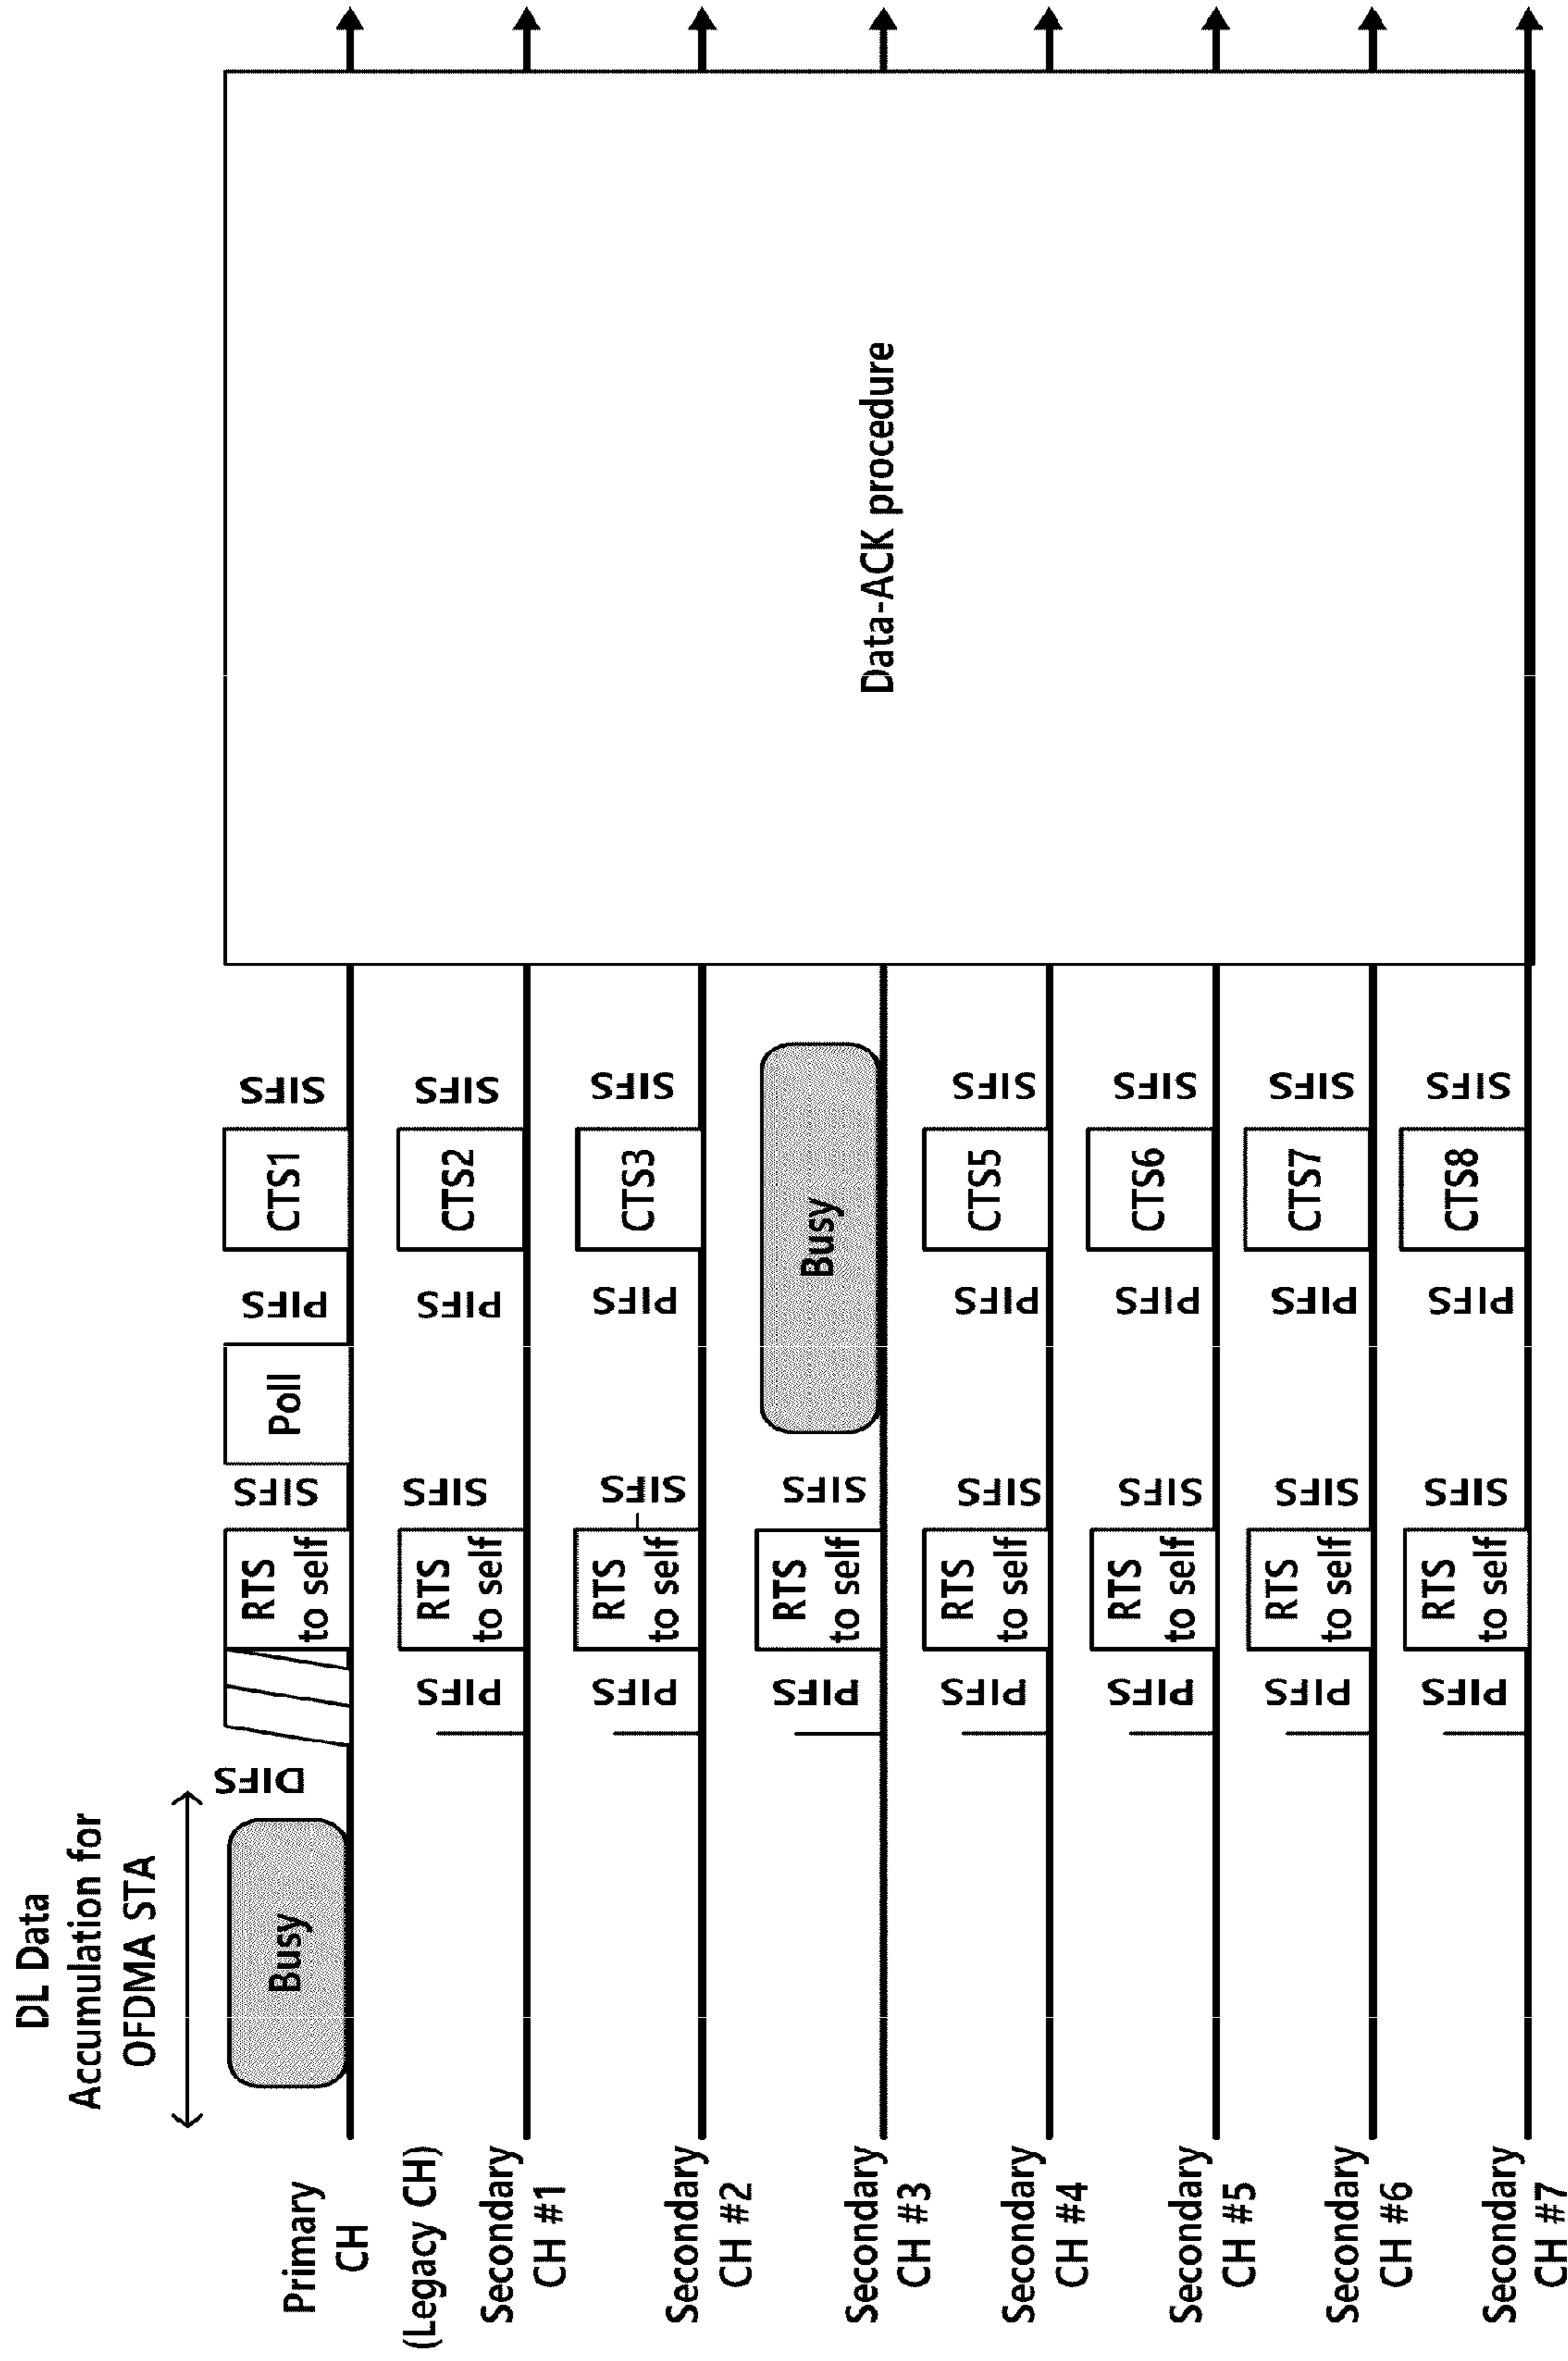 DL Data
Accumulation for
OFDMA STA
Primary
CH
Busy
DIFS
RTS
to self
SIFS
Poll
PIFS
CTS1
SIFS
(Legacy CH)
Secondary
CH #1
PIFS
RTS
to self
SIFS
PIFS
CTS2
SIFS
Secondary
CH #2
PIFS
RTS
to self
SIFS
PIFS
CTS3
SIFS
Secondary
CH #3
PIFS
RTS
to self
SIFS
Busy
Secondary
CH #4
PIFS
RTS
to self
SIFS
PIFS
CTS5
SIFS
Secondary
CH #5
PIFS
RTS
to self
SIFS
PIFS
CTS6
SIFS
Secondary
CH #6
PIFS
RTS
to self
SIFS
PIFS
CTS7
SIFS
Secondary
CH #7
PIFS
RTS
to self
SIFS
PIFS
CTS8
SIFS
Data-ACK procedure